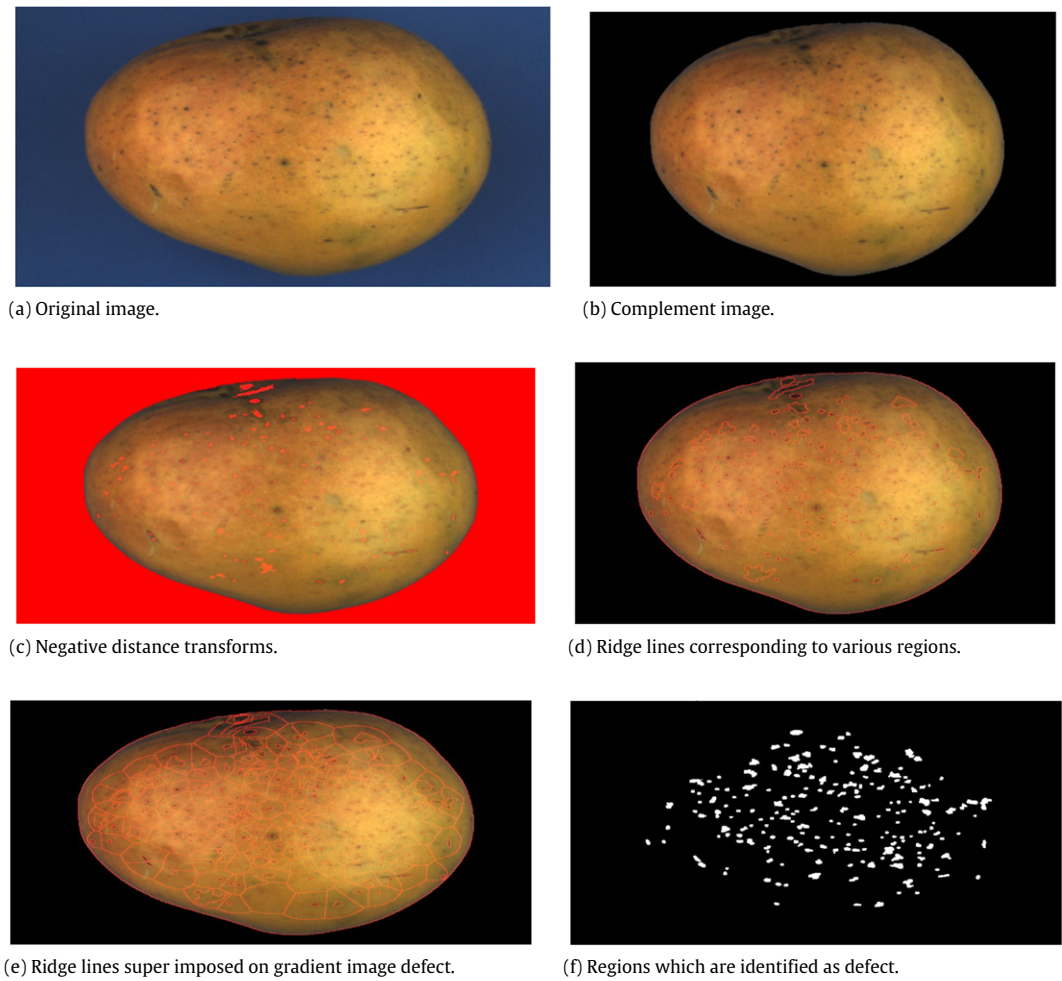 (a) Original image.
(b) Complement image.
(c) Negative distance transforms.
(d) Ridge lines corresponding to various regions.
(e) Ridge lines super imposed on gradient image defect.
(f) Regions which are identified as defect.